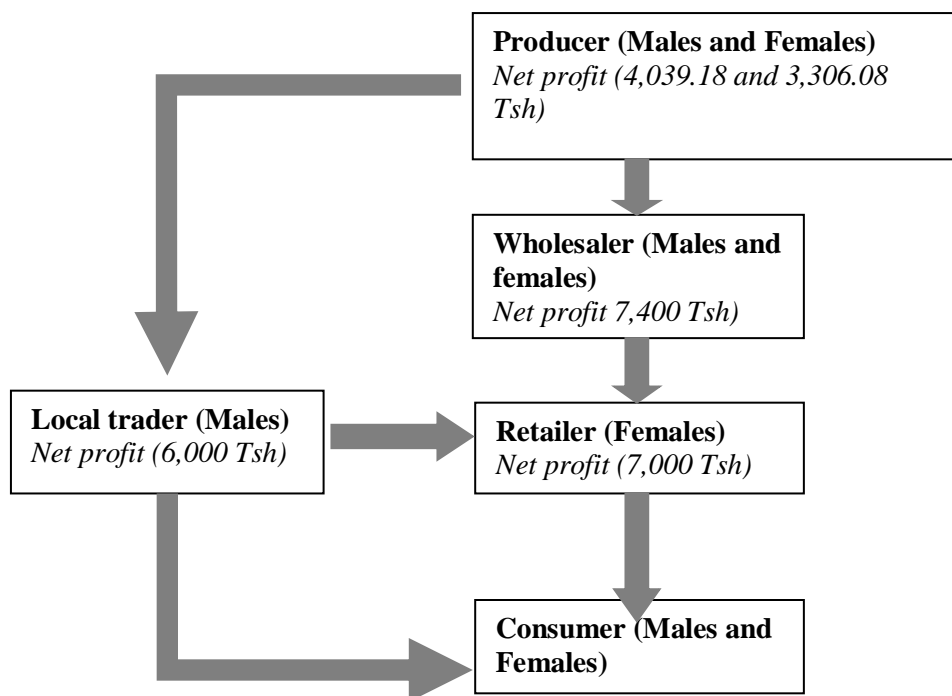 Producer (Males and Females)
Net profit (4,039.18 and 3,306.08
Tsh)
Wholesaler (Males and
females)
Net profit 7,400 Tsh)
Local trader (Males)
Net profit (6,000 Tsh)
Retailer (Females)
Net profit (7,000 Tsh)
Consumer (Males and
Females)